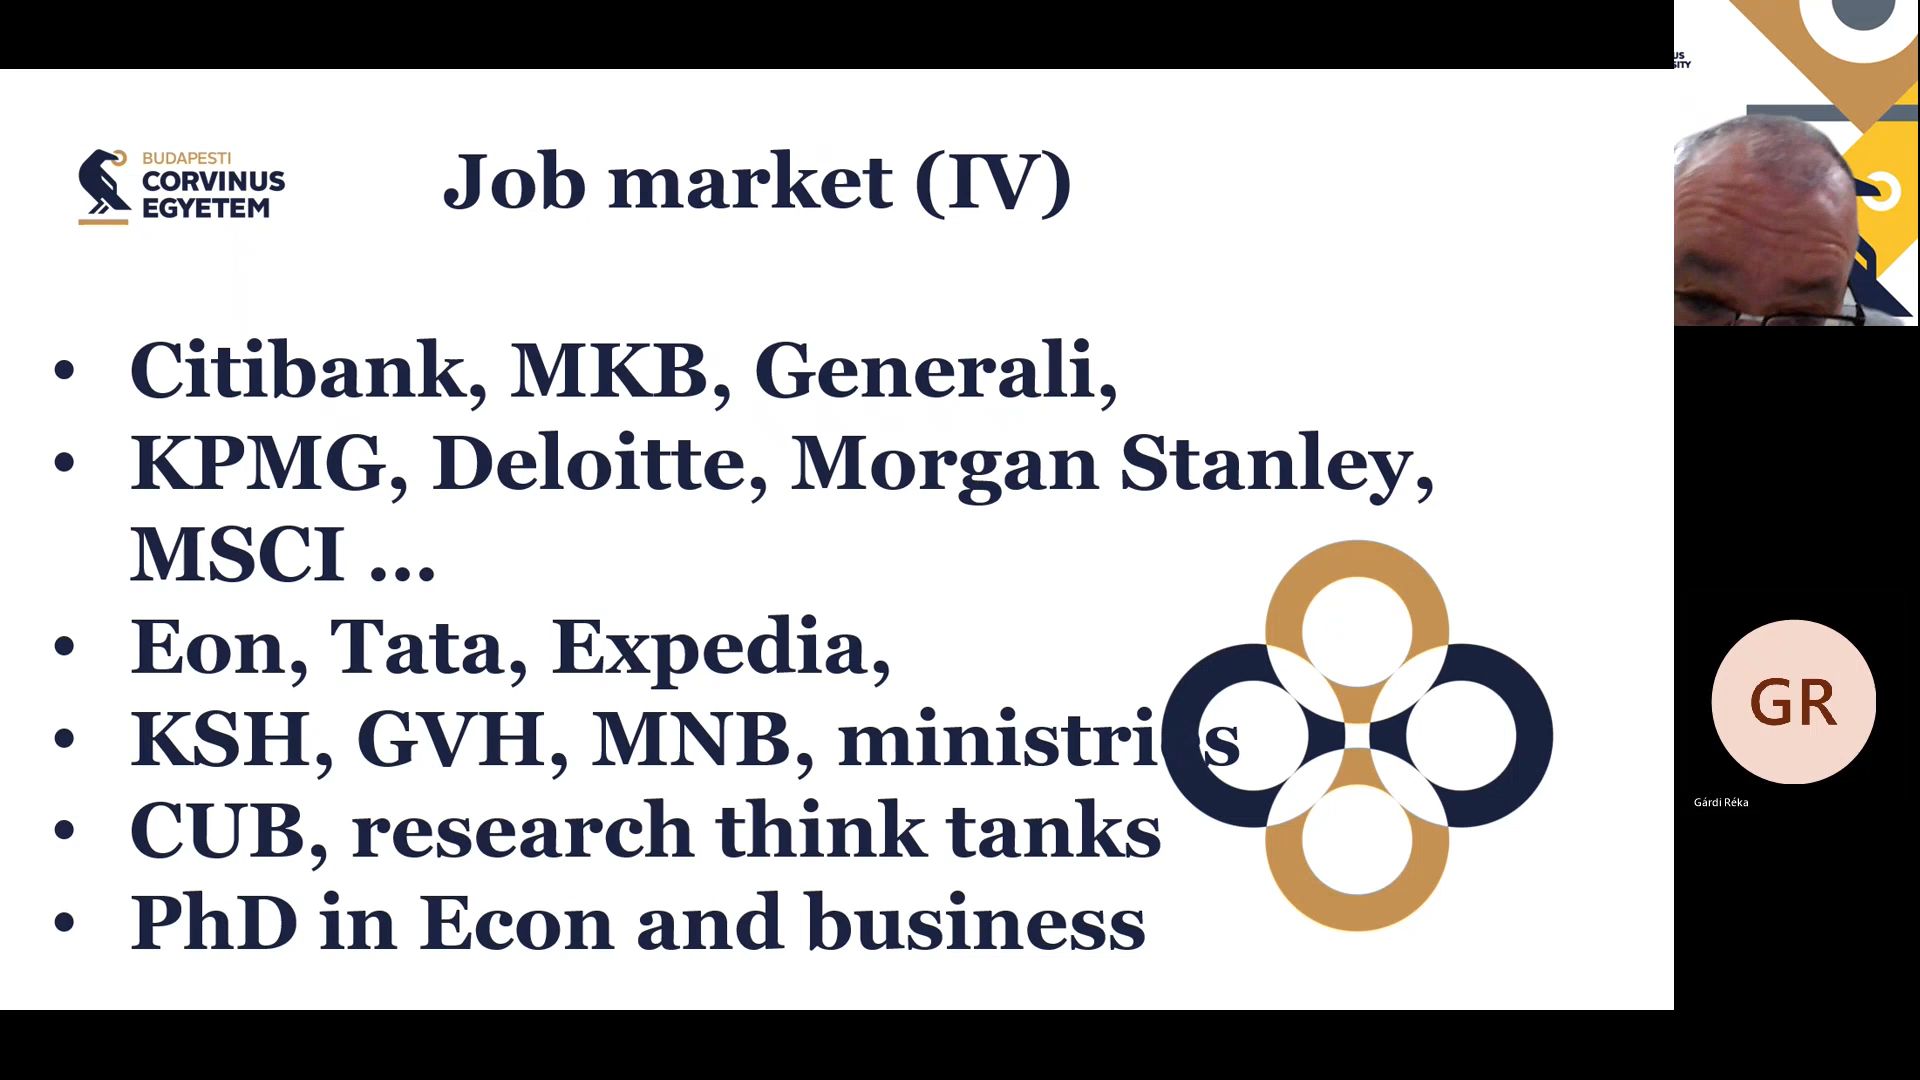 BUDAPESTI
CORVINUS
EGYETEM
Job market (IV)
• Citibank, MKB, Generali,
• KPMG, Deloitte, Morgan Stanley,
MSCI ...
• Eon, Tata, Expedia,
• KSH, GVH, MNB, ministries
• CUB, research think tanks
• PhD in Econ and business
GR
Gárdi Réka